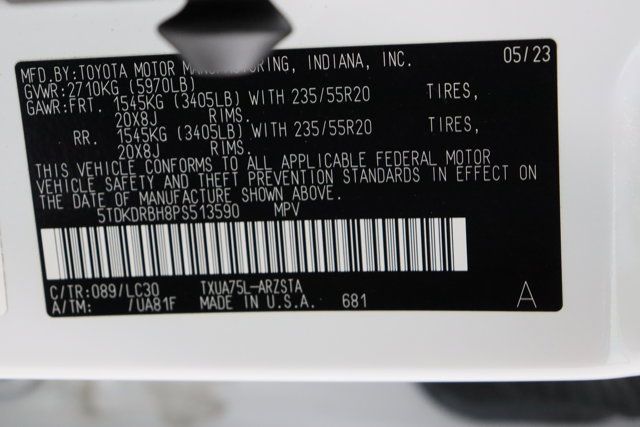 MFD.BY:TOYOTA MOTOR MANUFACTURING, INDIANA, INC. 05/23
GVWR:2710KG (5970LB)
GAWR:FRT. 1545KG (3405LB) WITH 235/55R20 TIRES,
20X8J RIMS.
RR. 1545KG (3405LB) WITH 235/55R20 TIRES,
20X8J RIMS.
THIS VEHICLE CONFORMS TO ALL APPLICABLE FEDERAL MOTOR
VEHICLE SAFETY AND THEFT PREVENTION STANDARDS IN EFFECT ON
THE DATE OF MANUFACTURE SHOWN ABOVE.
5TDKDRBH8PS513590 MPV
C/TR:089/LC30 TXUA75L-ARZSTA
A/TM: /UA81F MADE IN U.S.A. 681 A